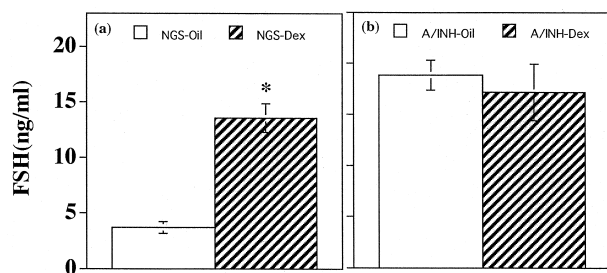 (a) NGS-Oil NGS-Dex
(b) A/INH-Oil A/INH-Dex
FSH(ng/ml)
20
15
10
5
0
*